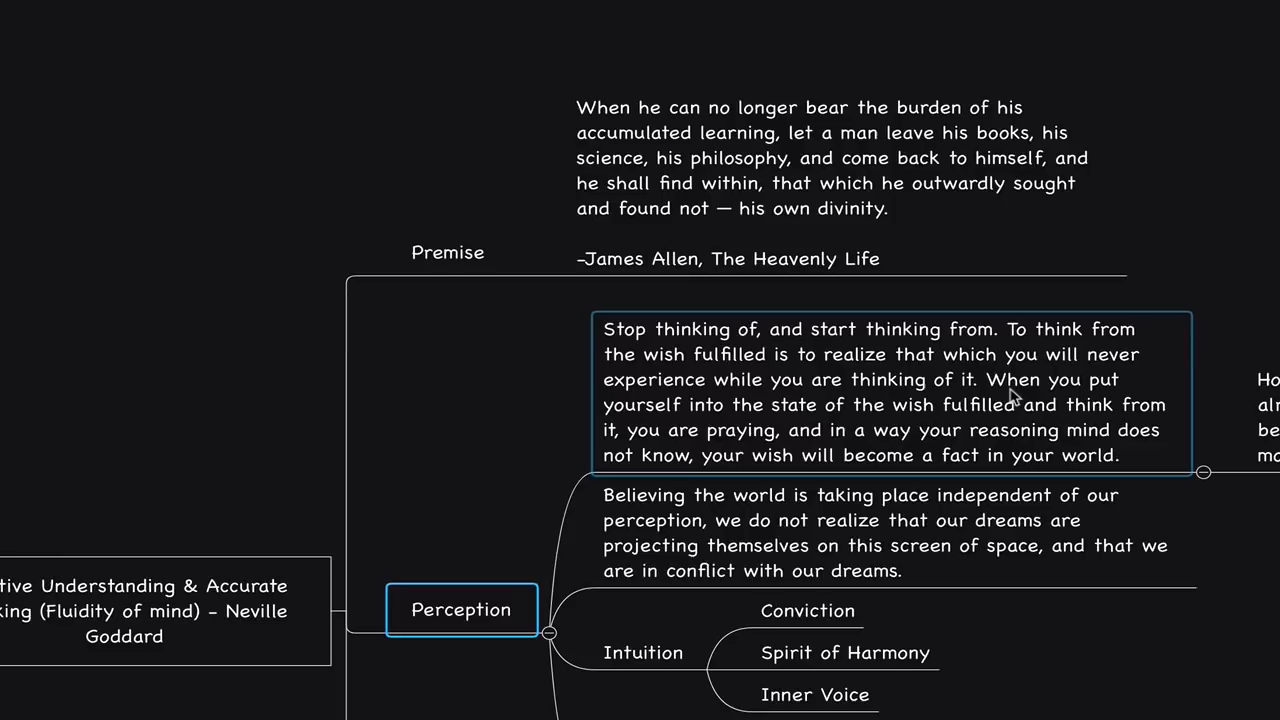 When he can no longer bear the burden of his
accumulated learning, let a man leave his books, his
science, his philosophy, and come back to himself, and
he shall find within, that which he outwardly sought
and found not — his own divinity.
–James Allen, The Heavenly Life
Premise
Stop thinking of, and start thinking from. To think from
the wish fulfilled is to realize that which you will never
experience while you are thinking of it. When you put
yourself into the state of the wish fulfilled and think from
it, you are praying, and in a way your reasoning mind does
not know, your wish will become a fact in your world.
Believing the world is taking place independent of our
perception, we do not realize that our dreams are
projecting themselves on this screen of space, and that we
are in conflict with our dreams.
Understanding & Accurate
(Fluidity of mind) – Neville
Goddard
Perception
Intuition
Conviction
Spirit of Harmony
Inner Voice